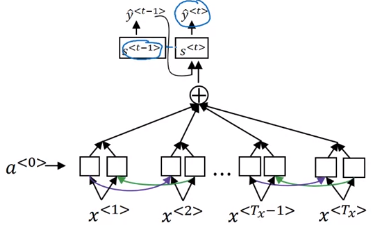 ŷ<t−1> ŷ<t>
s<t−1> s<t>
a<0>
...
x<1> x<2> x<Tₓ−1> x<Tₓ>